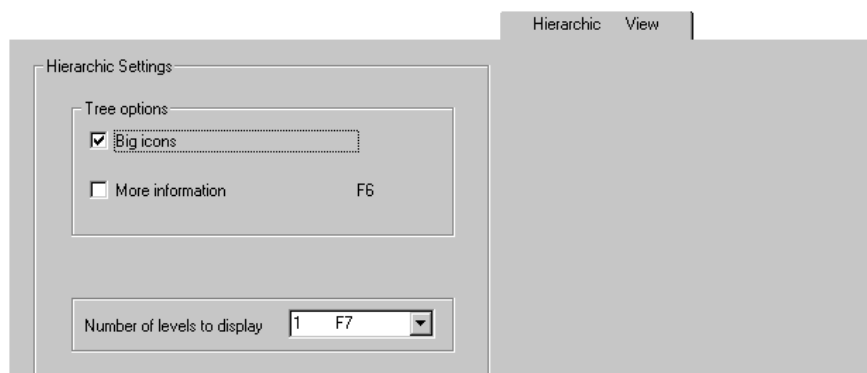 Hierarchic View
Hierarchic Settings
Tree options
Big icons
More information F6
Number of levels to display 1 F7